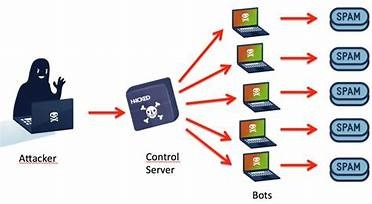 SPAM
SPAM
HACKED
SPAM
SPAM
Attacker
Control
Server
SPAM
Bots